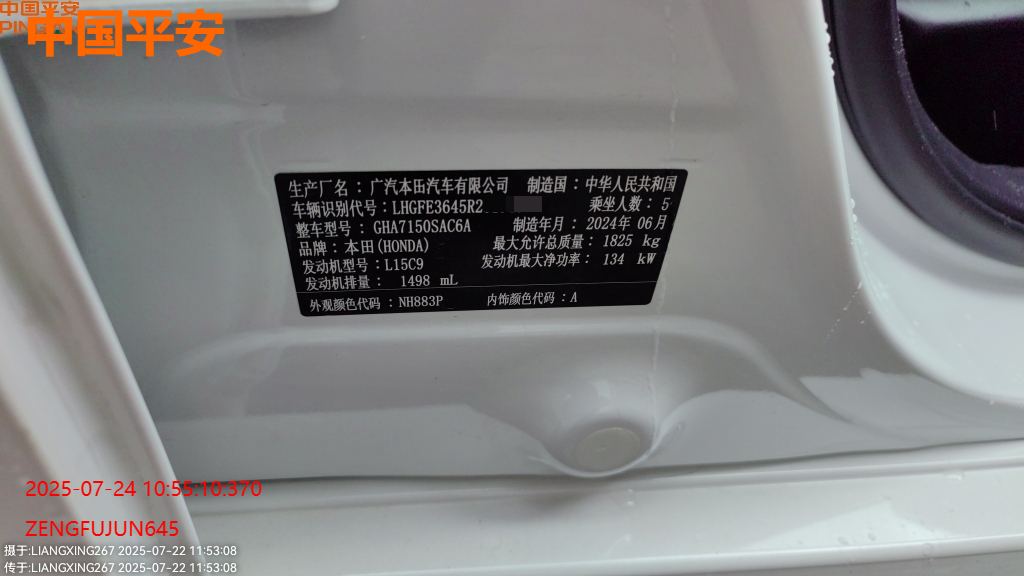 中国平安
PIN
中国平安
生产厂名：广汽本田汽车有限公司 制造国：中华人民共和国
车辆识别代号：LHGFE3645R2 乘坐人数：5
整车型号：GHA7150SAC6A 制造年月：2024年06月
品牌：本田(HONDA) 最大允许总质量：1825 kg
发动机型号：L15C9 发动机最大净功率：134 kW
发动机排量：1498 mL
外观颜色代码：NH883P 内饰颜色代码：A
2025-07-24 10:55:10:370
ZENGFUJUN645
摄于:LIANGXING267 2025-07-22 11:53:08
传于:LIANGXING267 2025-07-22 11:53:08